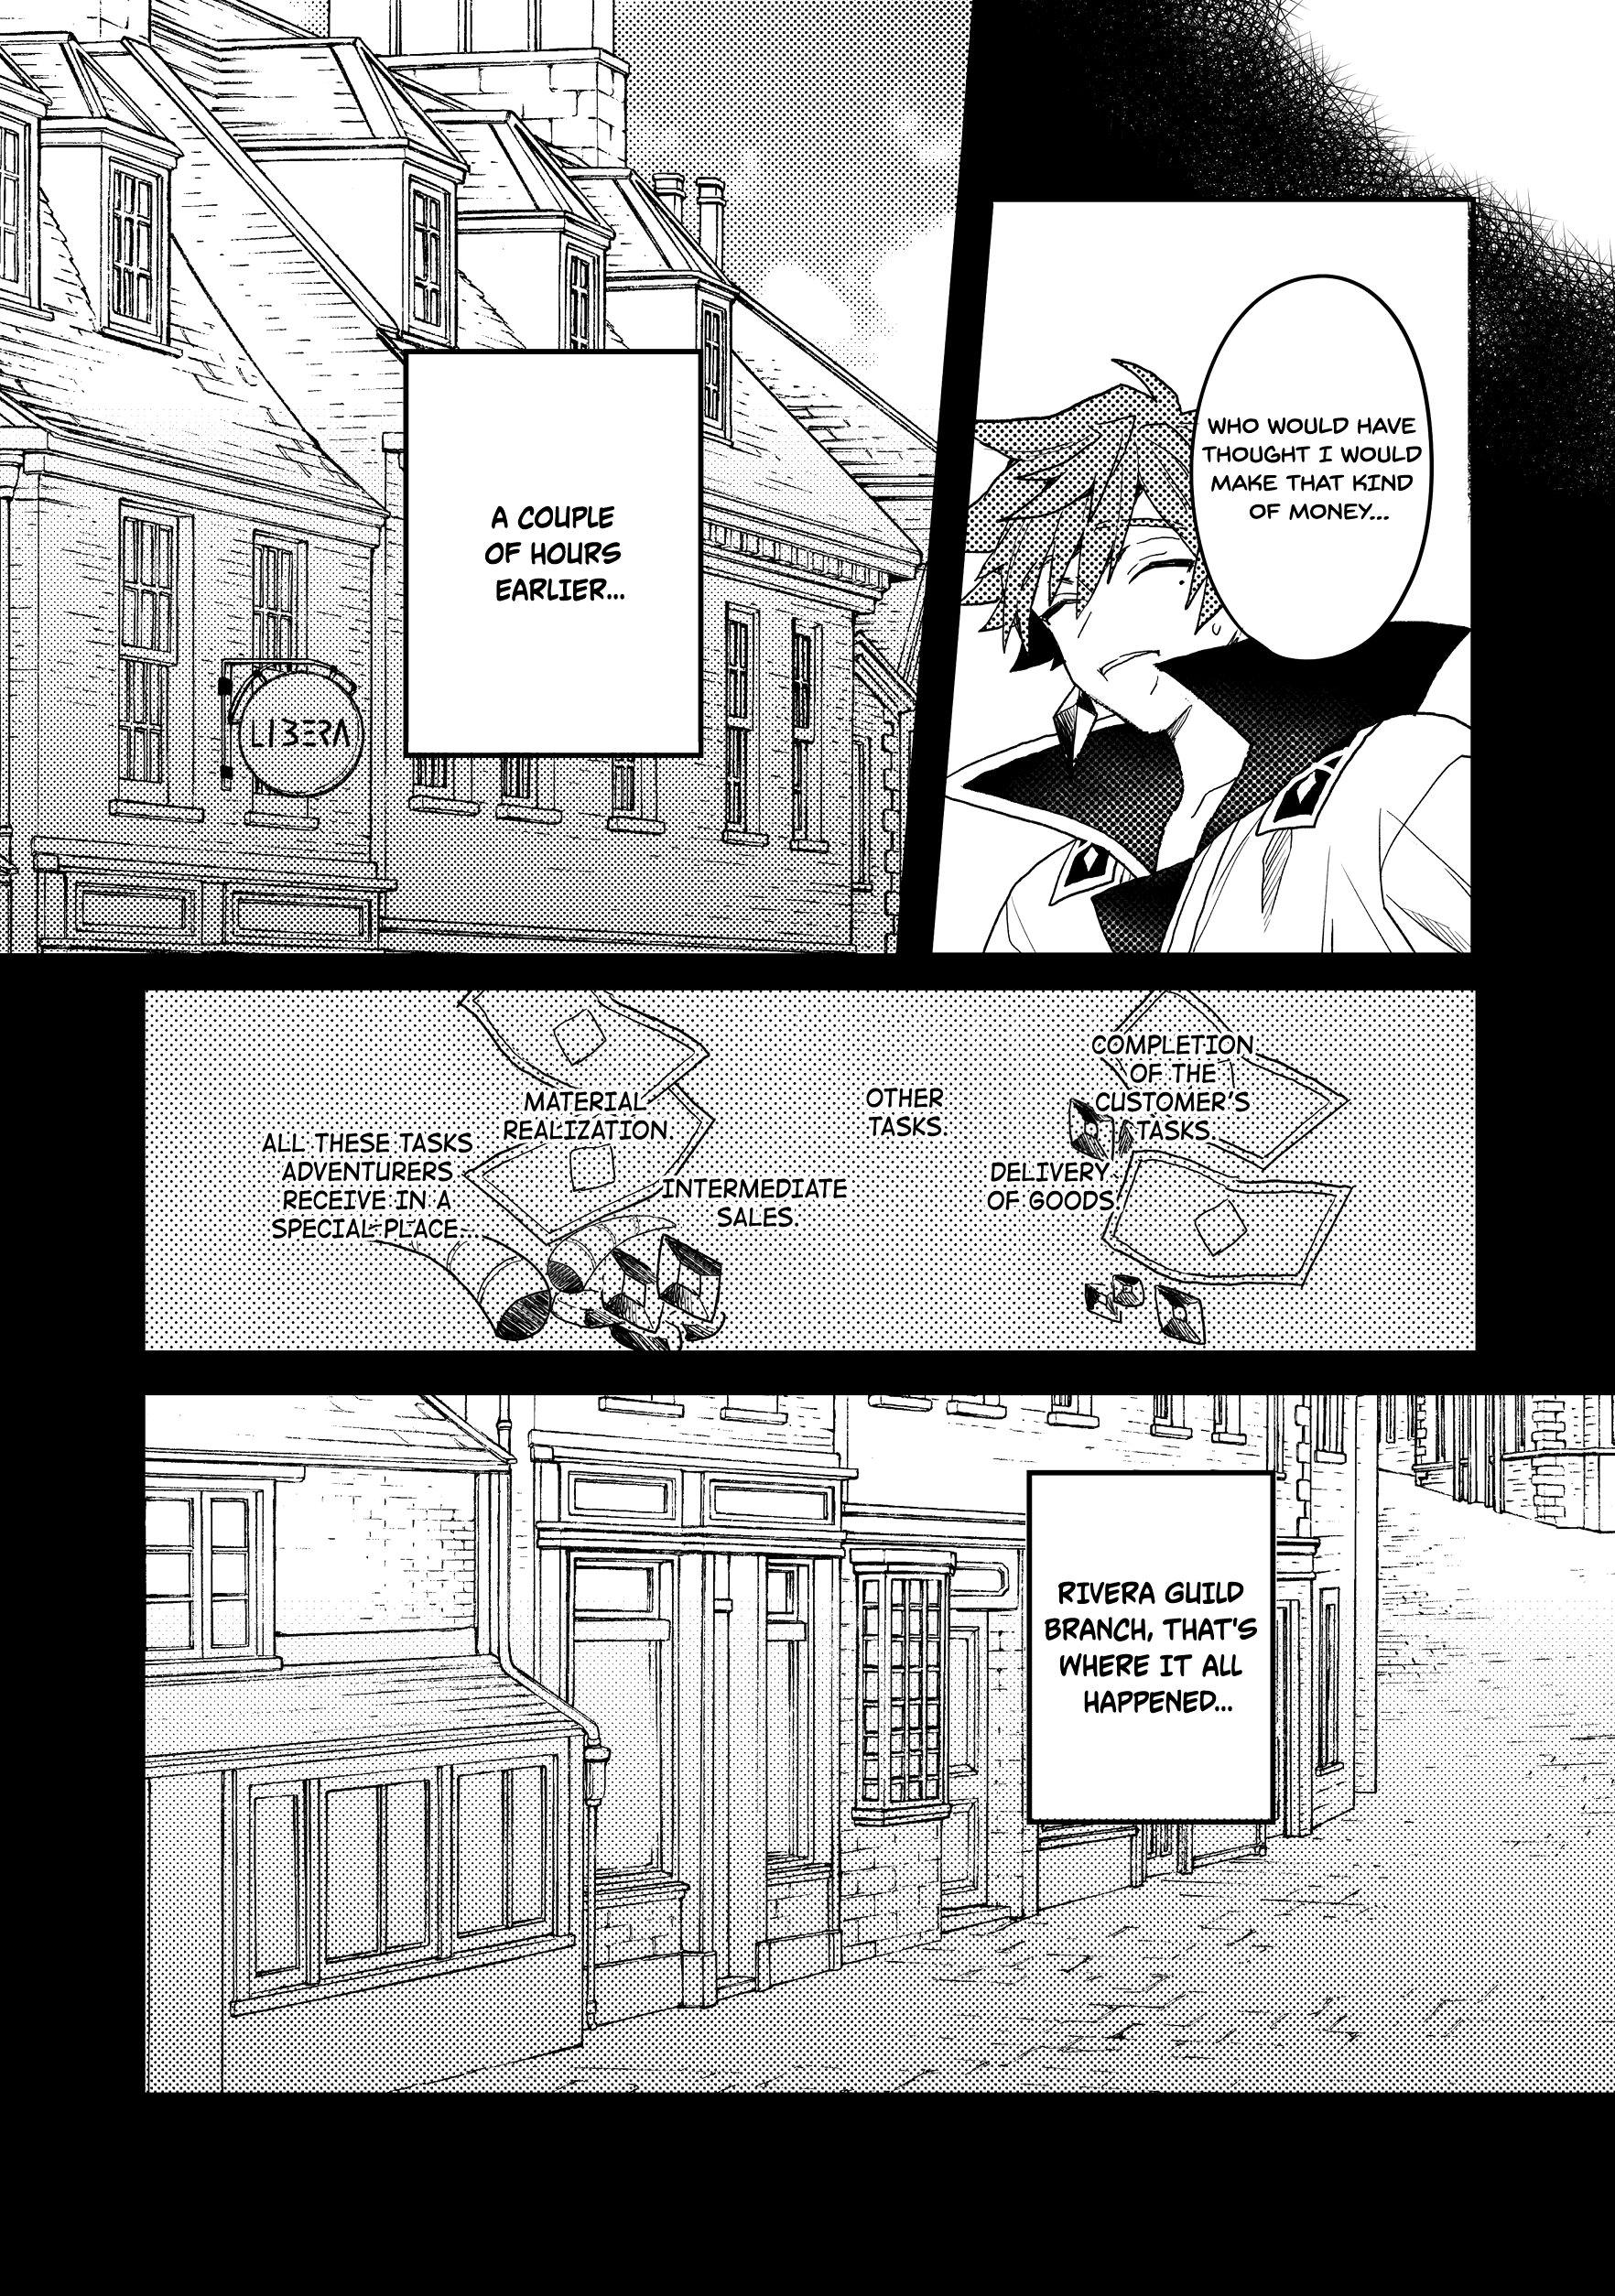 WHO WOULD HAVE
THOUGHT I WOULD
MAKE THAT KIND
OF MONEY...
A COUPLE
OF HOURS
EARLIER...
LIBERA
COMPLETION
OF THE
CUSTOMER'S
TASKS
DELIVERY
OF GOODS
OTHER
TASKS.
INTERMEDIATE
SALES.
MATERIAL
REALIZATION.
ALL THESE TASKS
ADVENTURERS
RECEIVE IN A
SPECIAL PLACE.
RIVERA GUILD
BRANCH, THAT'S
WHERE IT ALL
HAPPENED...